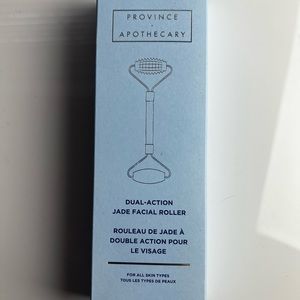 PROVINCE
APOTHECARY
DUAL-ACTION
JADE FACIAL ROLLER
ROULEAU DE JADE À
DOUBLE ACTION POUR
LE VISAGE
FOR ALL SKIN TYPES
TOUS LES TYPES DE PEAUX